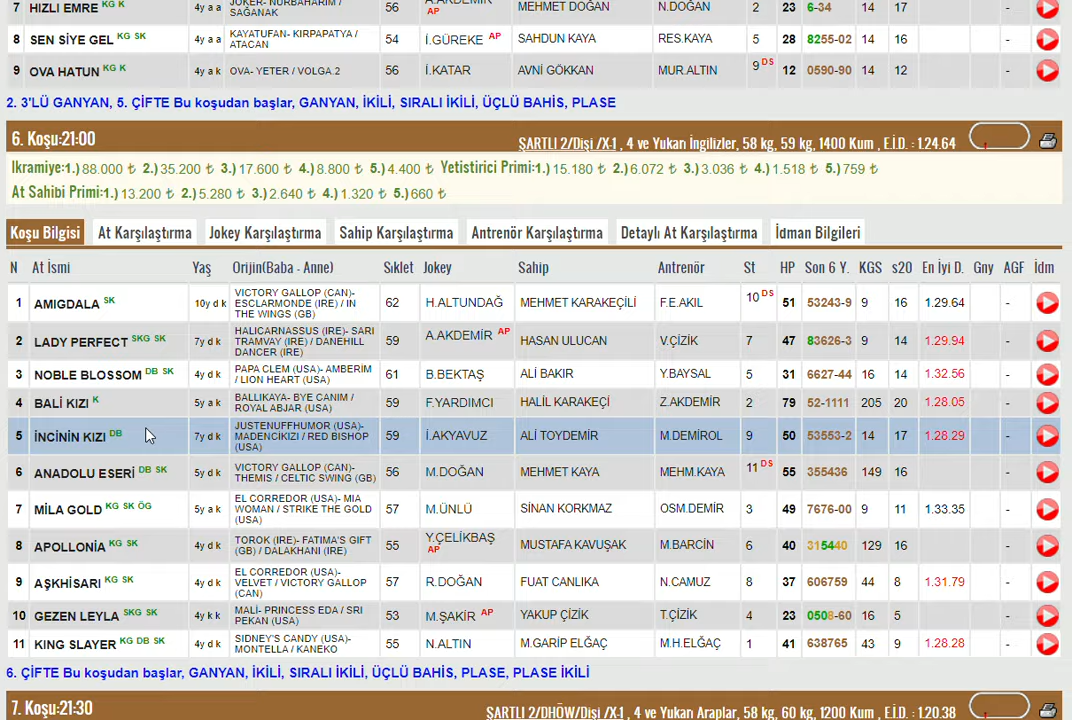 7 HIZLI EMRE KG K 4y a a JOKER- NURBAHARIM / SAĞANAK 56 A.AKDEMİR AP MEHMET DOĞAN N.DOĞAN 2 23 6-34 14 17 -
8 SEN SİYE GEL KG SK 4y a a KAYATUFAN- KIRPAPATYA / ATACAN 54 İ.GÜREKE AP SAHDUN KAYA RES.KAYA 5 28 8255-02 14 16 -
9 OVA HATUN KG K 4y a k OVA- YETER / VOLGA.2 56 İ.KATAR AVNİ GÖKKAN MUR.ALTIN 9 DS 12 0590-90 14 12 -
2. 3'LÜ GANYAN, 5. ÇİFTE Bu koşudan başlar, GANYAN, İKİLİ, SIRALI İKİLİ, ÜÇLÜ BAHİS, PLASE
6. Koşu:21:00 ŞARTLI 2/Dişi /X-1 , 4 ve Yukarı İngilizler, 58 kg, 59 kg, 1400 Kum , E.İ.D. : 1.24.64
İkramiye:1.) 88.000 ₺ 2.) 35.200 ₺ 3.) 17.600 ₺ 4.) 8.800 ₺ 5.) 4.400 ₺ Yetistirici Primi:1.) 15.180 ₺ 2.) 6.072 ₺ 3.) 3.036 ₺ 4.) 1.518 ₺ 5.) 759 ₺
At Sahibi Primi:1.) 13.200 ₺ 2.) 5.280 ₺ 3.) 2.640 ₺ 4.) 1.320 ₺ 5.) 660 ₺
Koşu Bilgisi At Karşılaştırma Jokey Karşılaştırma Sahip Karşılaştırma Antrenör Karşılaştırma Detaylı At Karşılaştırma İdman Bilgileri
N At İsmi Yaş Orijin(Baba - Anne) Sıklet Jokey Sahip Antrenör St HP Son 6 Y. KGS s20 En İyi D. Gny AGF İdm
1 AMIGDALA SK 10y d k VICTORY GALLOP (CAN)- ESCLARMONDE (IRE) / IN THE WINGS (GB) 62 H.ALTUNDAĞ MEHMET KARAKEÇİLİ F.E.AKIL 10 DS 51 53243-9 9 16 1.29.64 -
2 LADY PERFECT SKG SK 7y d k HALICARNASSUS (IRE)- SARI TRAMVAY (IRE) / DANEHILL DANCER (IRE) 59 A.AKDEMİR AP HASAN ULUCAN V.ÇİZİK 7 47 83626-3 9 14 1.29.94 -
3 NOBLE BLOSSOM DB SK 4y d k PAPA CLEM (USA)- AMBERİM / LION HEART (USA) 61 B.BEKTAŞ ALİ BAKIR Y.BAYSAL 5 31 6627-44 16 14 1.32.56 -
4 BALİ KIZI K 5y a k BALLIKAYA- BYE CANIM / ROYAL ABJAR (USA) 59 F.YARDIMCI HALİL KARAKEÇİ Z.AKDEMİR 2 79 52-1111 205 20 1.28.05 -
5 İNCİNİN KIZI DB 7y d k JUSTENUFFHUMOR (USA)- MADENCİKIZI / RED BISHOP (USA) 59 İ.AKYAVUZ ALİ TOYDEMİR M.DEMİROL 9 50 53553-2 14 17 1.28.29 -
6 ANADOLU ESERİ DB SK 5y d k VICTORY GALLOP (CAN)- THEMIS / CELTIC SWING (GB) 56 M.DOĞAN MEHMET KAYA MEHM.KAYA 11 DS 55 355436 149 16 -
7 MİLA GOLD KG SK ÖG 5y a k EL CORREDOR (USA)- MIA WOMAN / STRIKE THE GOLD (USA) 57 M.ÜNLÜ SİNAN KORKMAZ OSM.DEMİR 3 49 7676-00 9 11 1.33.35 -
8 APOLLONİA KG SK 4y d k TOROK (IRE)- FATIMA'S GIFT (GB) / DALAKHANI (IRE) 55 Y.ÇELİKBAŞ AP MUSTAFA KAVUŞAK M.BARCİN 6 40 315440 129 16 -
9 AŞKHİSARI KG SK 4y d k EL CORREDOR (USA)- VELVET / VICTORY GALLOP (CAN) 57 R.DOĞAN FUAT CANLIKA N.CAMUZ 8 37 606759 44 8 1.31.79 -
10 GEZEN LEYLA SKG SK 4y k k MALİ- PRINCESS EDA / SRI PEKAN (USA) 53 M.ŞAKİR AP YAKUP ÇİZİK T.ÇİZİK 4 23 0508-60 16 5 -
11 KING SLAYER KG DB SK 4y d k SIDNEY'S CANDY (USA)- MONTELLA / KANEKO 55 N.ALTIN M.GARİP ELĞAÇ M.H.ELĞAÇ 1 41 638765 43 9 1.28.28 -
6. ÇİFTE Bu koşudan başlar, GANYAN, İKİLİ, SIRALI İKİLİ, ÜÇLÜ BAHİS, PLASE, PLASE İKİLİ
7. Koşu:21:30 ŞARTLI 2/DHÖW/Dişi /X-1 , 4 ve Yukarı Araplar, 58 kg, 60 kg, 1200 Kum , E.İ.D. : 1.20.38